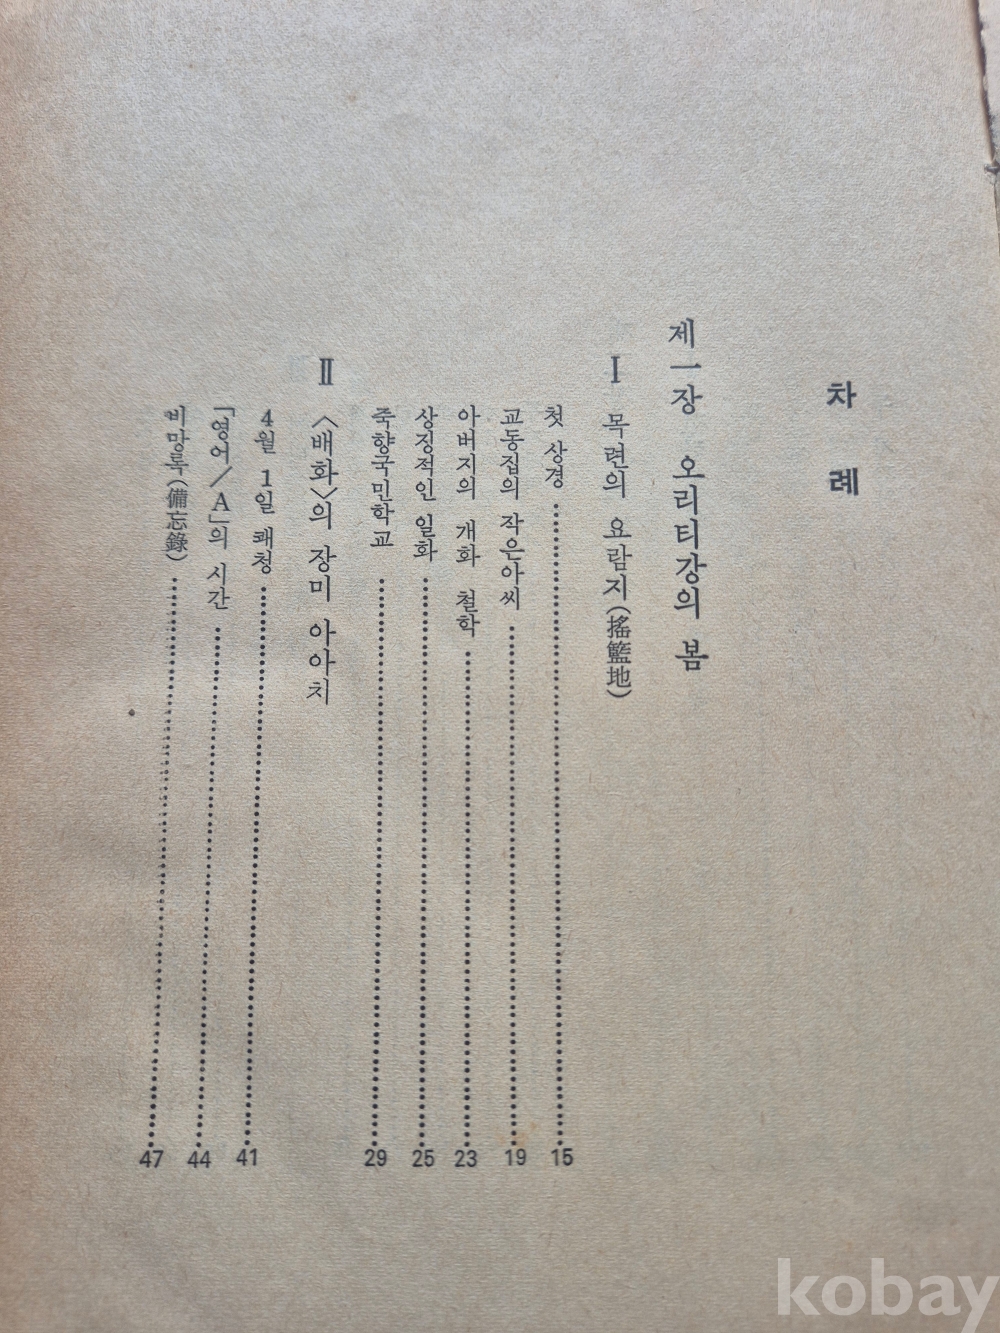 차 례
제一장 오리티강의 봄
I 목련의 요람지(搖籃地)
첫 상경 15
교동집의 작은아씨 19
아버지의 개화 철학 23
상징적인 일화 25
죽향국민학교 29
II 〈배화〉의 장미 아아치
4월 1일 쾌청 41
「영어/A」의 시간 44
비망록(備忘錄) 47
kobay